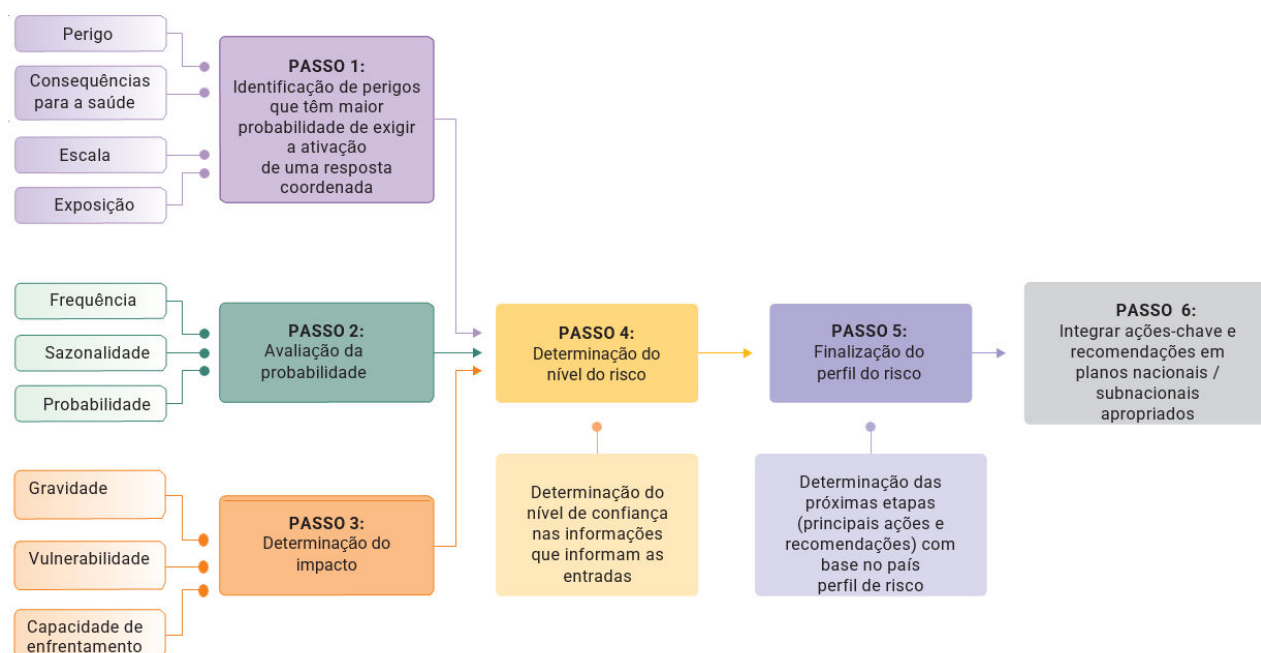 Perigo
Consequências
para a saúde
Escala
Exposição
PASSO 1:
Identificação de perigos
que têm maior
probabilidade de exigir
a ativação
de uma resposta
coordenada
Frequência
Sazonalidade
Probabilidade
PASSO 2:
Avaliação da
probabilidade
Gravidade
Vulnerabilidade
Capacidade de
enfrentamento
PASSO 3:
Determinação do
impacto
PASSO 4:
Determinação do
nível do risco
Determinação do
nível de confiança
nas informações
que informam as
entradas
PASSO 5:
Finalização do
perfil do risco
Determinação das
próximas etapas
(principais ações e
recomendações) com
base no país
perfil de risco
PASSO 6:
Integrar ações-chave e
recomendações em
planos nacionais /
subnacionais
apropriados